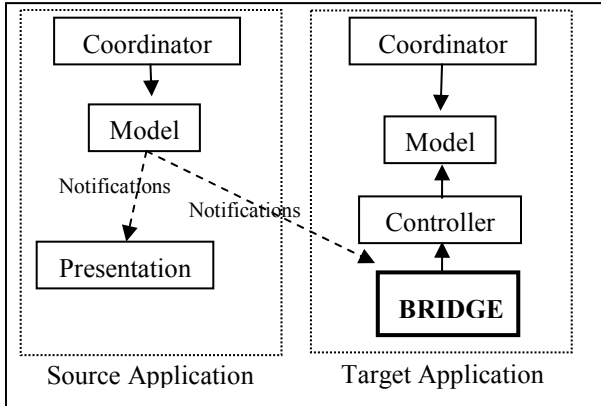 Coordinator
Model
Notifications
Presentation
Source Application
Coordinator
Model
Notifications
Controller
BRIDGE
Target Application